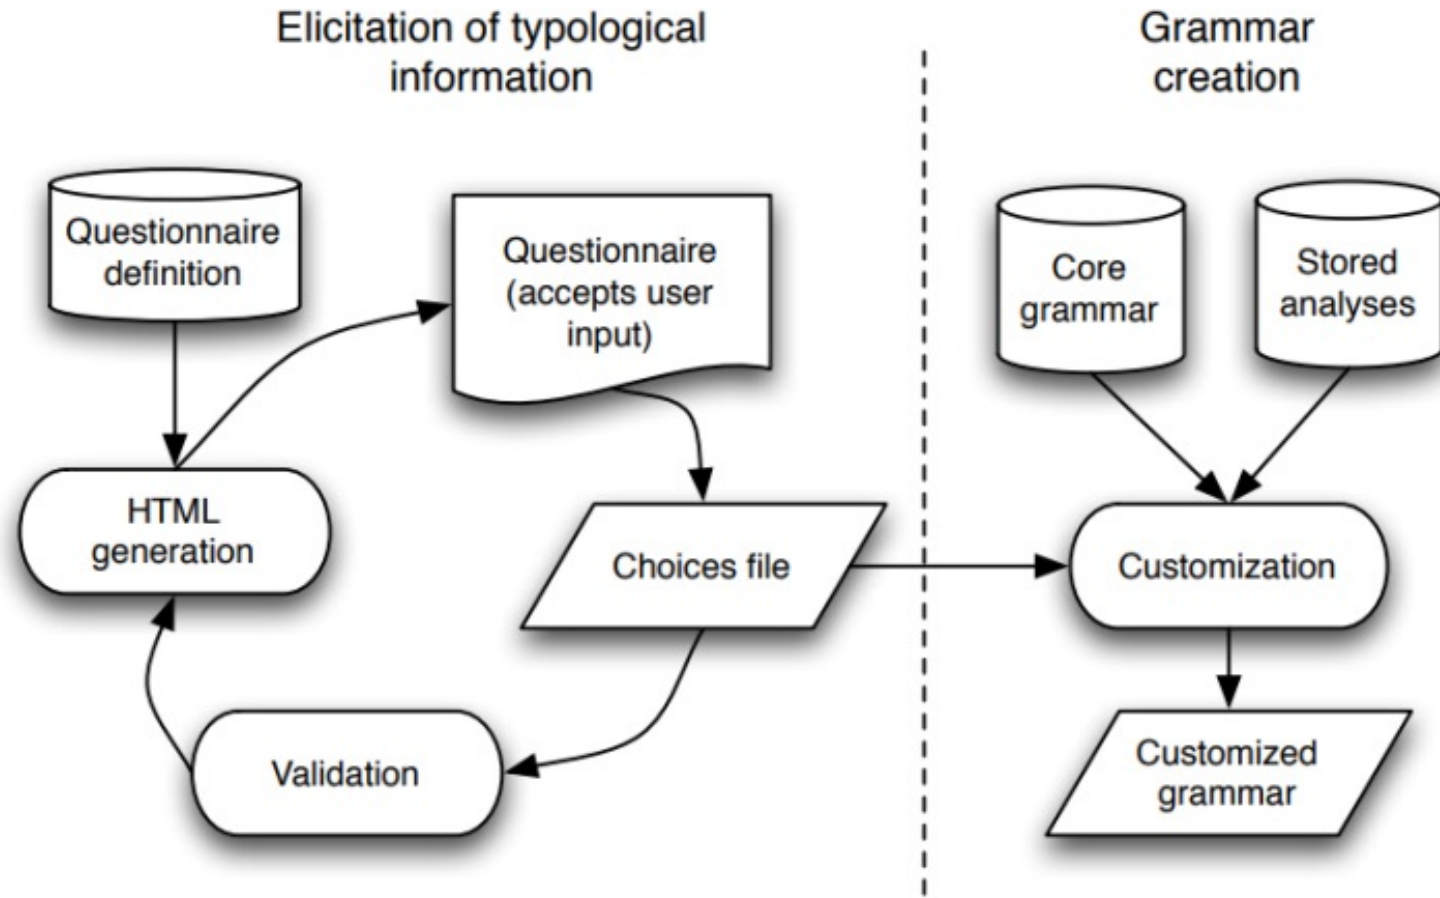 Elicitation of typological
information
Grammar
creation
Questionnaire
definition
Questionnaire
(accepts user
input)
Core
grammar
Stored
analyses
HTML
generation
Choices file
Customization
Validation
Customized
grammar